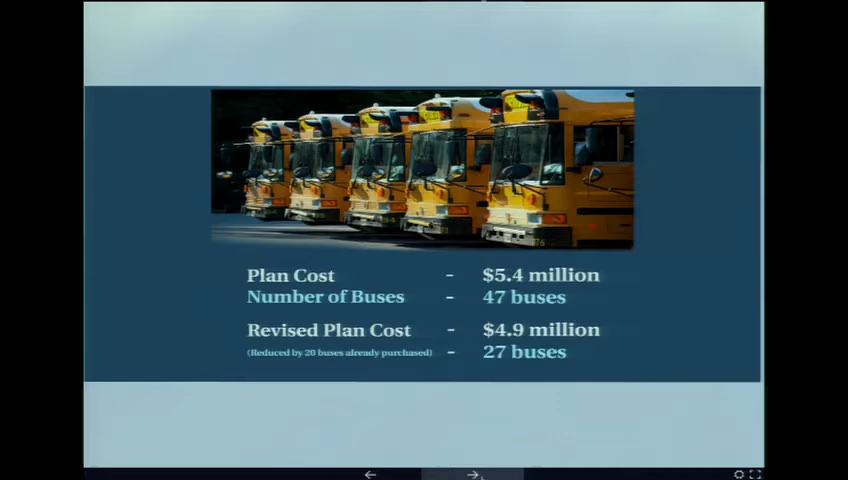 Plan Cost - $5.4 million
Number of Buses - 47 buses
Revised Plan Cost - $4.9 million
(Reduced by 20 buses already purchased) - 27 buses